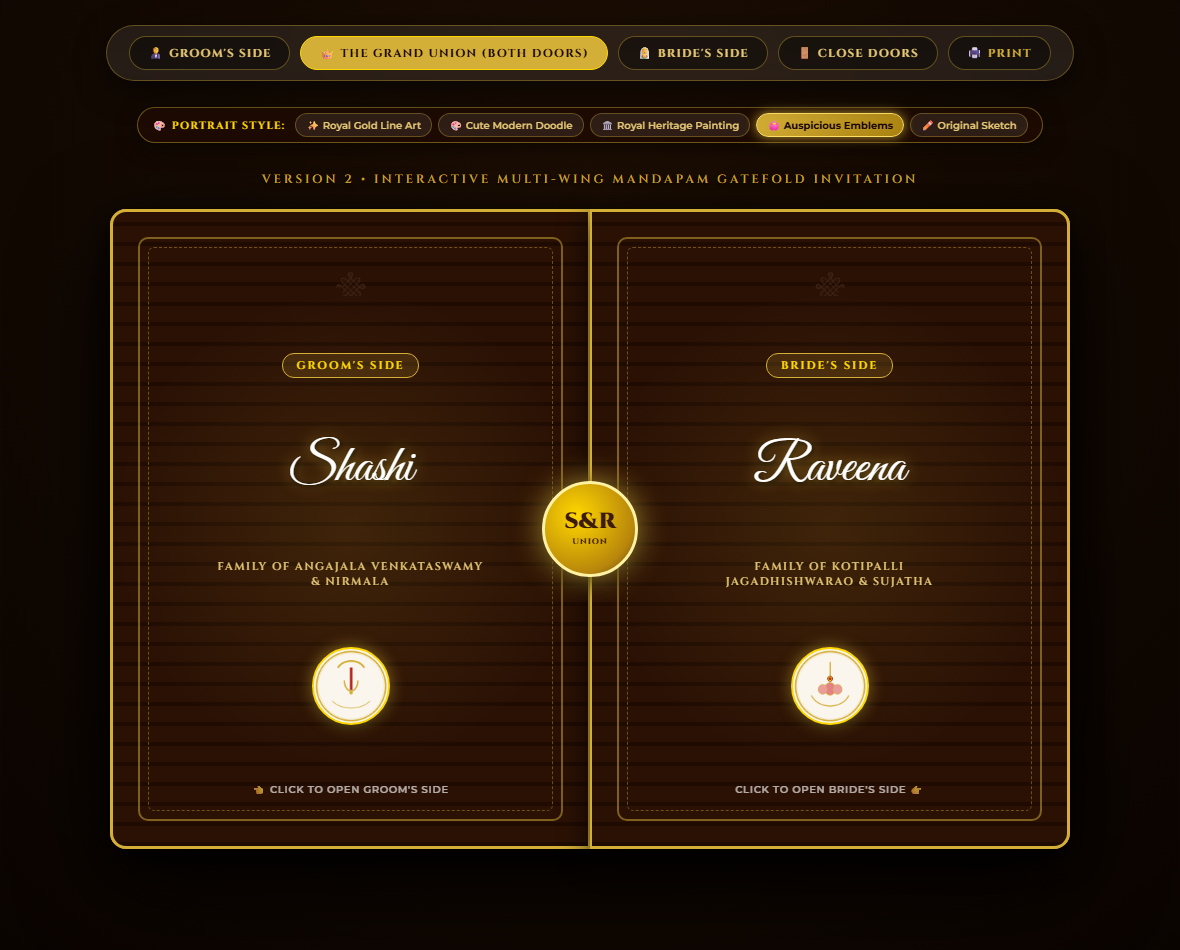 GROOM'S SIDE
THE GRAND UNION (BOTH DOORS)
BRIDE'S SIDE
CLOSE DOORS
PRINT
PORTRAIT STYLE:
Royal Gold Line Art
Cute Modern Doodle
Royal Heritage Painting
Auspicious Emblems
Original Sketch
VERSION 2 • INTERACTIVE MULTI-WING MANDAPAM GATEFOLD INVITATION
GROOM'S SIDE
Shashi
FAMILY OF ANGAJALA VENKATASWAMY
& NIRMALA
CLICK TO OPEN GROOM'S SIDE
S&R
UNION
BRIDE'S SIDE
Raveena
FAMILY OF KOTIPALLI
JAGADHISHWARAO & SUJATHA
CLICK TO OPEN BRIDE'S SIDE